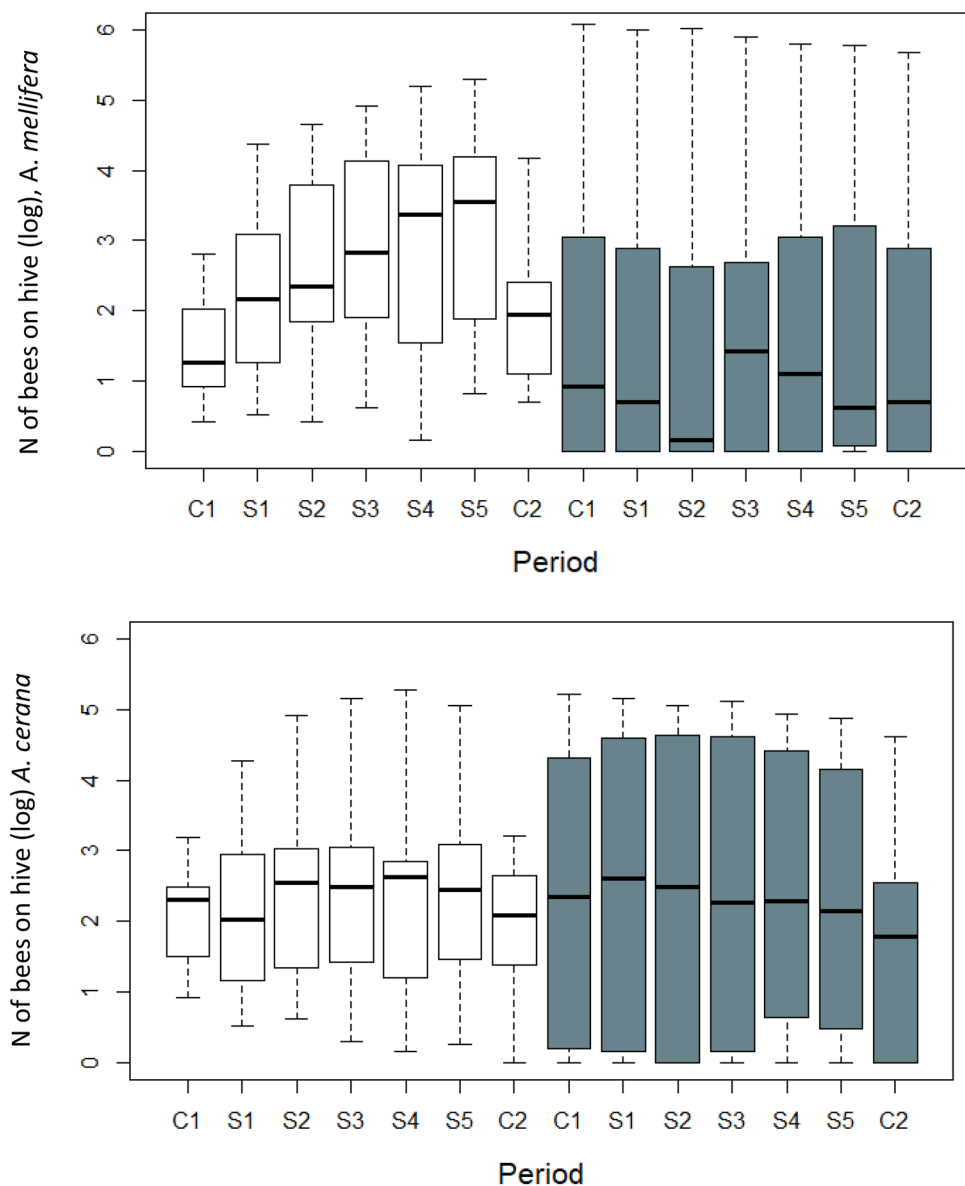 N of bees on hive (log), A. mellifera
6
5
4
3
2
1
0
C1 S1 S2 S3 S4 S5 C2 C1 S1 S2 S3 S4 S5 C2
Period
N of bees on hive (log) A. cerana
6
5
4
3
2
1
0
C1 S1 S2 S3 S4 S5 C2 C1 S1 S2 S3 S4 S5 C2
Period